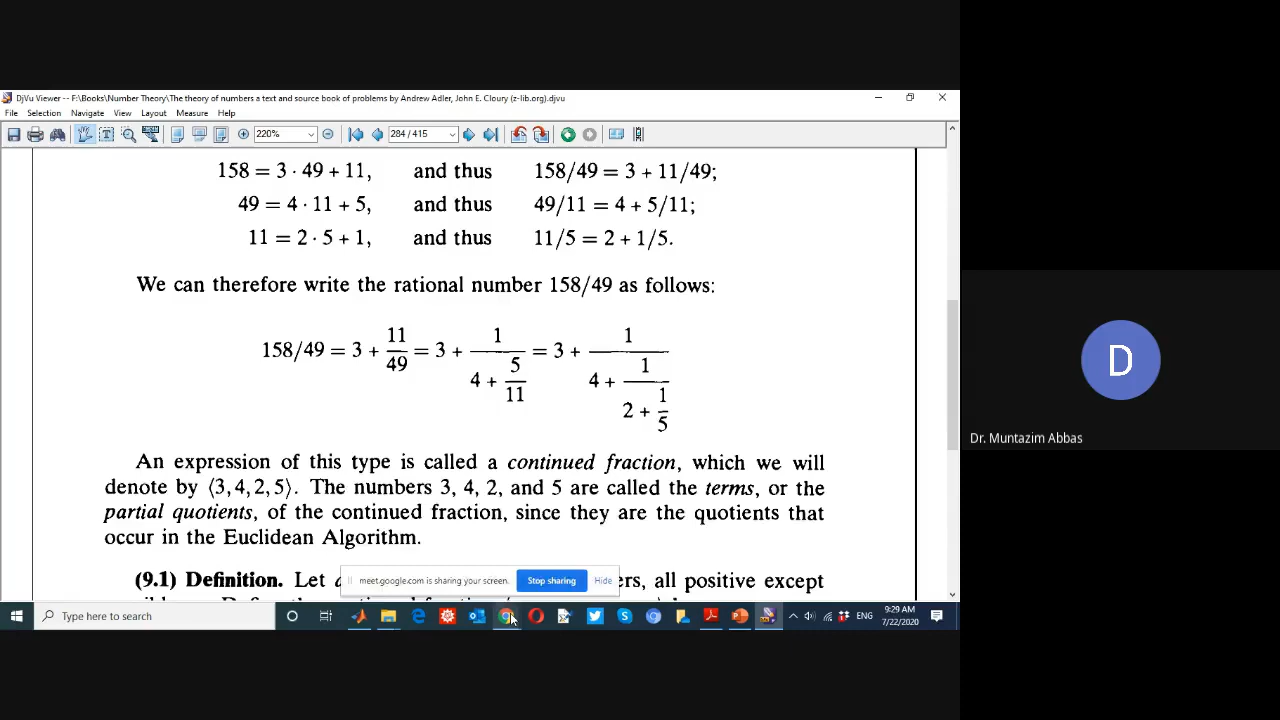 DjVu Viewer -- F:\Books\Number Theory\The theory of numbers a text and source book of problems by Andrew Adler, John E. Cloury (z-lib.org).djvu
File Selection Navigate View Layout Measure Help
220% 284 / 415
158 = 3 · 49 + 11, and thus 158/49 = 3 + 11/49;
49 = 4 · 11 + 5, and thus 49/11 = 4 + 5/11;
11 = 2 · 5 + 1, and thus 11/5 = 2 + 1/5.
We can therefore write the rational number 158/49 as follows:
158/49 = 3 + 11/49 = 3 + 1/(4 + 5/11) = 3 + 1/(4 + 1/(2 + 1/5))
An expression of this type is called a continued fraction, which we will
denote by ⟨3, 4, 2, 5⟩. The numbers 3, 4, 2, and 5 are called the terms, or the
partial quotients, of the continued fraction, since they are the quotients that
occur in the Euclidean Algorithm.
(9.1) Definition. Let
all positive except
meet.google.com is sharing your screen. Stop sharing Hide
Type here to search
ENG
9:29 AM
7/22/2020
D
Dr. Muntazim Abbas